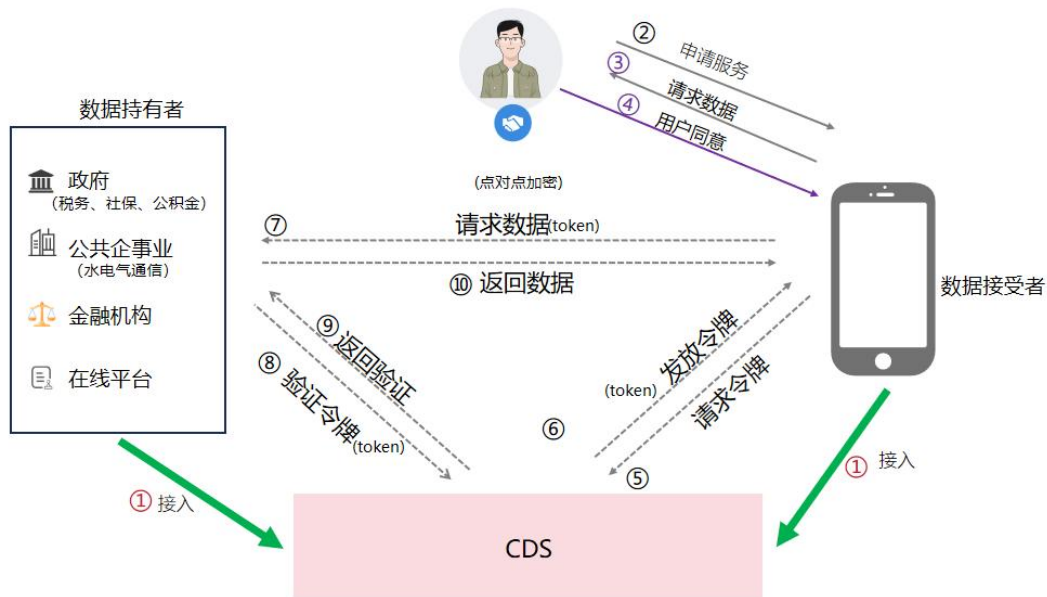 ②
申请服务
③
请求数据
④
用户同意
数据持有者
政府
(税务、社保、公积金)
公共企事业
(水电气通信)
金融机构
在线平台
(点对点加密)
⑦
请求数据(token)
⑩ 返回数据
数据接受者
⑨ 返回验证
⑧ 验证令牌(token)
(token) 发放令牌
请求令牌
⑥
⑤
① 接入
① 接入
CDS